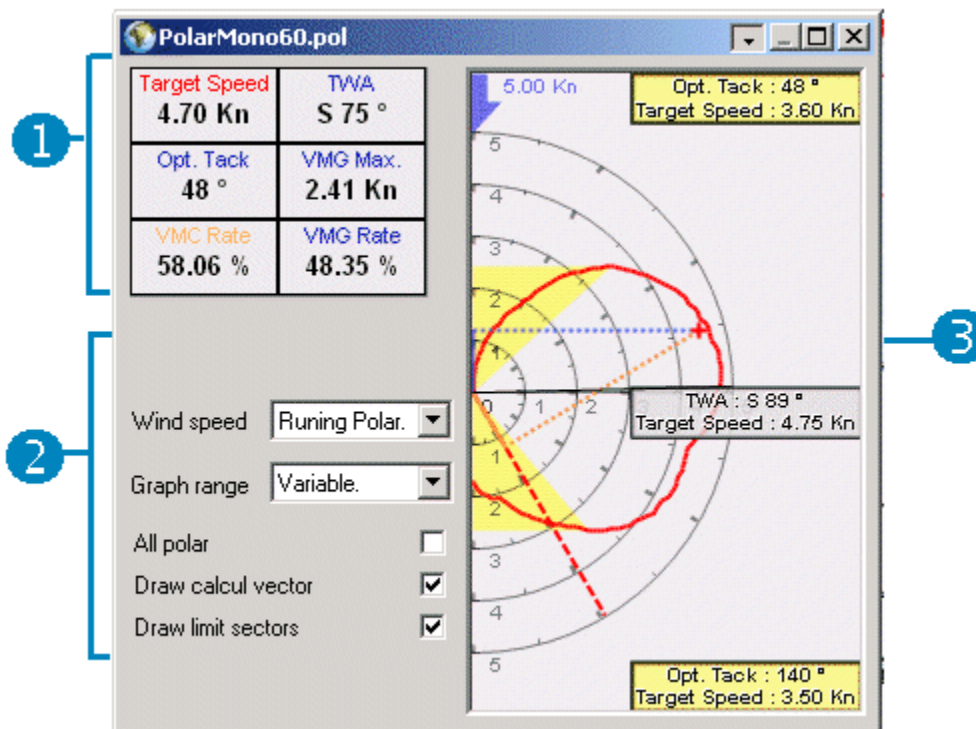 PolarMono60.pol
1
Target Speed
4.70 Kn
TWA
S 75 °
Opt. Tack
48 °
VMG Max.
2.41 Kn
VMC Rate
58.06 %
VMG Rate
48.35 %
2
Wind speed
Runing Polar.
Graph range
Variable.
All polar
Draw calcul vector
Draw limit sectors
3
5.00 Kn
Opt. Tack : 48 °
Target Speed : 3.60 Kn
5
4
3
2
1
0 1 2 3
TWA : S 89 °
Target Speed : 4.75 Kn
1
2
3
4
5
Opt. Tack : 140 °
Target Speed : 3.50 Kn